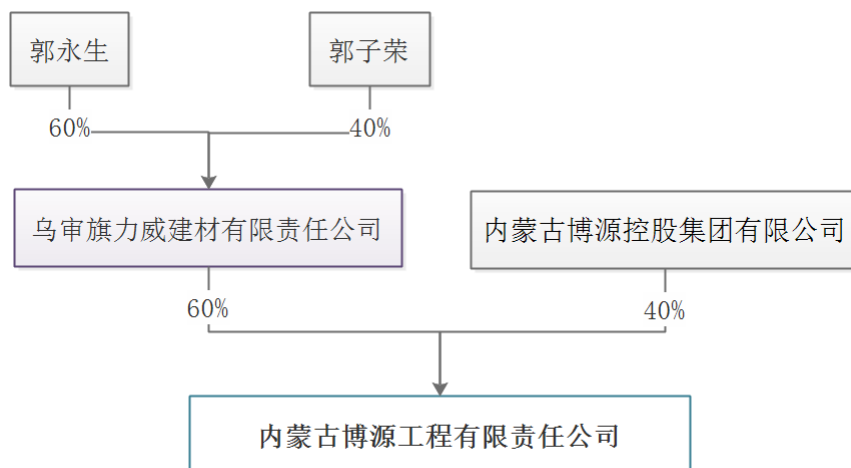 郭永生
郭子荣
60%
40%
乌审旗力威建材有限责任公司
内蒙古博源控股集团有限公司
60%
40%
内蒙古博源工程有限责任公司